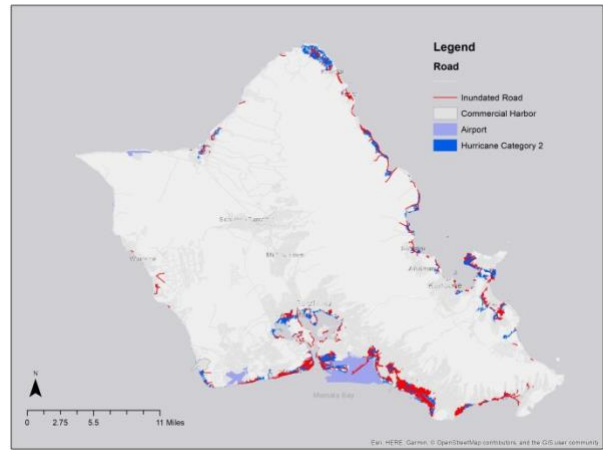 Legend
Road
Inundated Road
Commercial Harbor
Airport
Hurricane Category 2
Mamala Bay
N
0 2.75 5.5 11 Miles
Esri, HERE, Garmin, © OpenStreetMap contributors, and the GIS user community